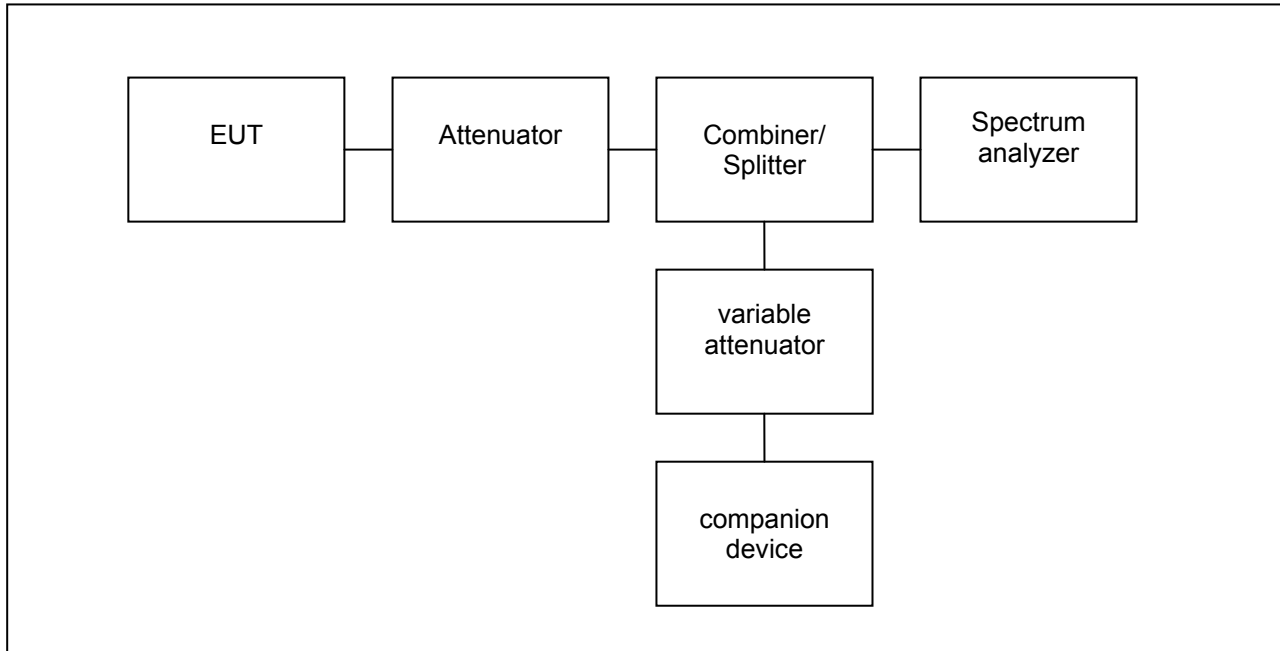 EUT
Attenuator
Combiner/
Splitter
Spectrum
analyzer
variable
attenuator
companion
device